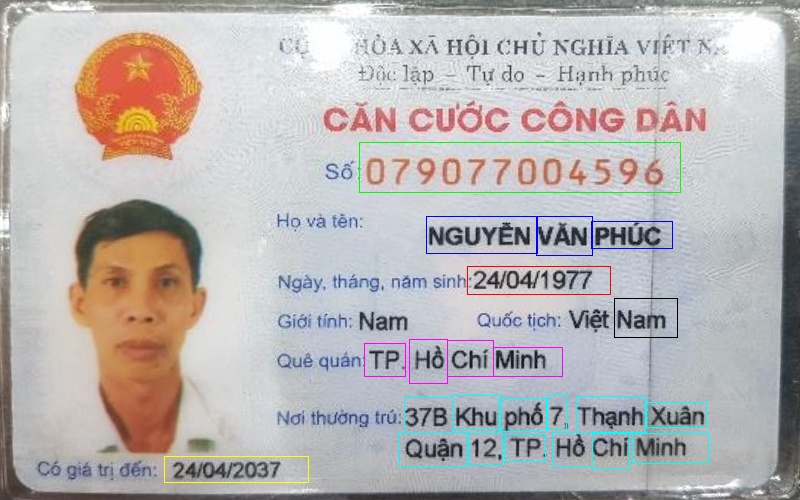 HÒA XÃ HỘI CHỦ NGHĨA VIỆT
Độc lập - Tự do - Hạnh phúc
CĂN CƯỚC CÔNG DÂN
Số 079077004596
Họ và tên: NGUYỄN VĂN PHÚC
Ngày, tháng, năm sinh: 24/04/1977
Giới tính: Nam Quốc tịch: Việt Nam
Quê quán: TP. Hồ Chí Minh
Nơi thường trú: 37B Khu phố 7, Thạnh Xuân
Quận 12, TP. Hồ Chí Minh
Có giá trị đến: 24/04/2037